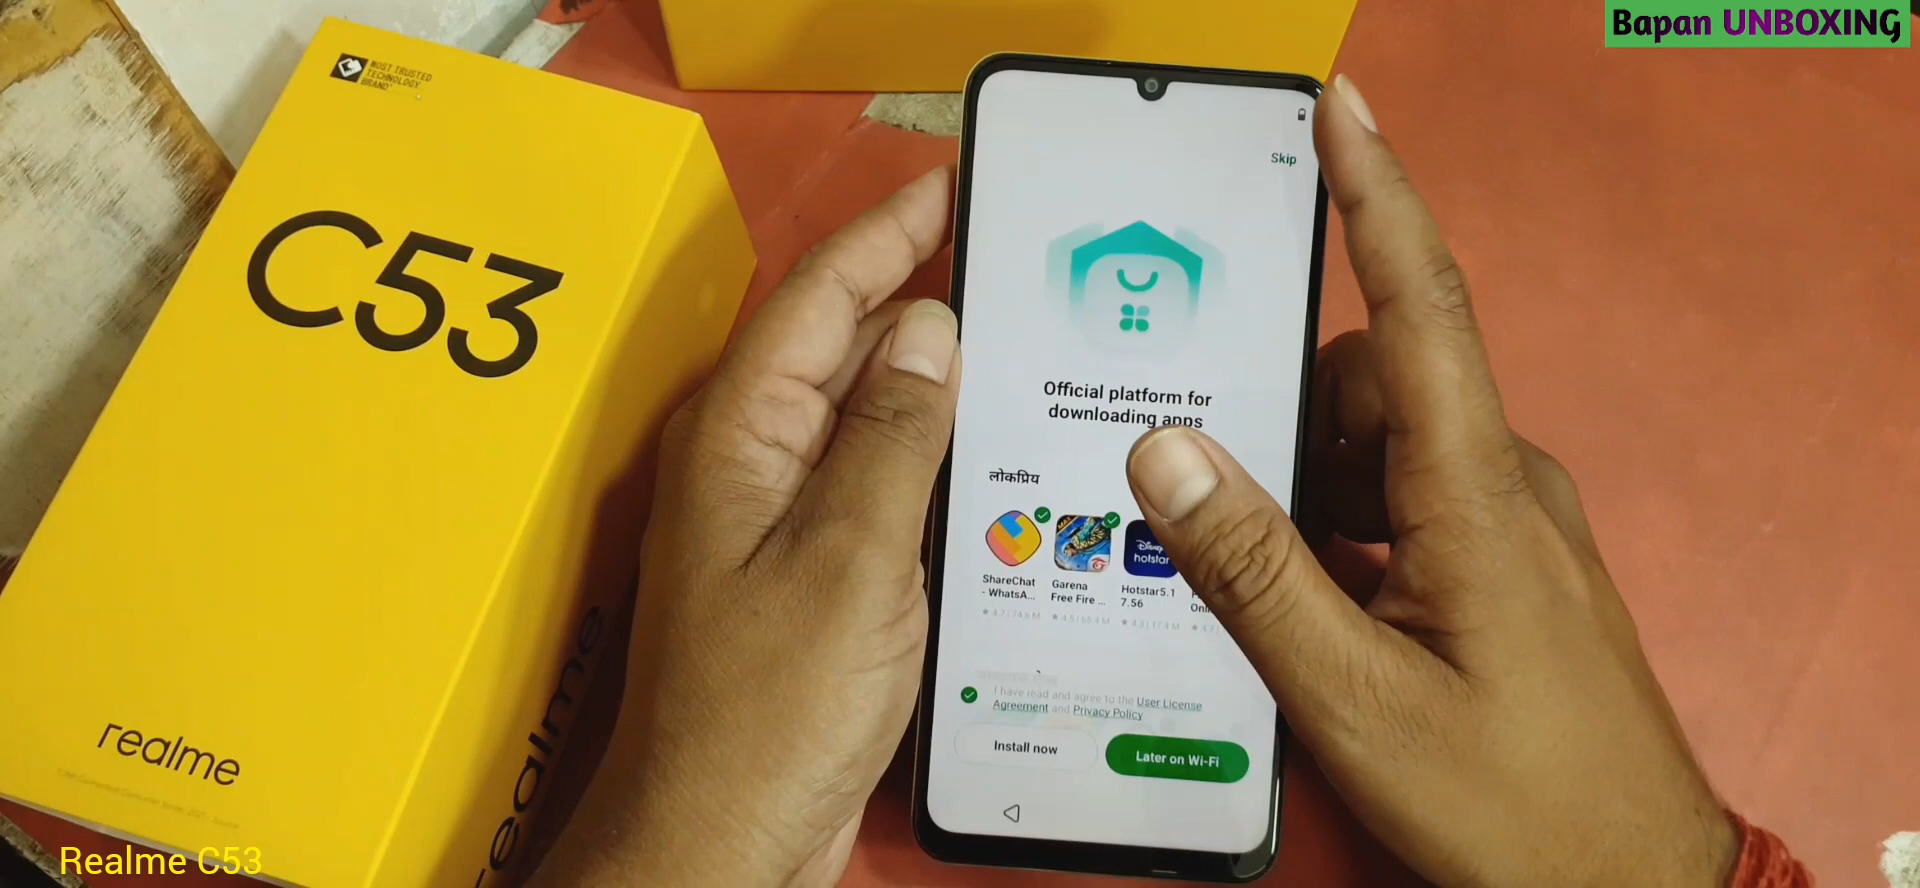 Bapan UNBOXING
MOST TRUSTED
TECHNOLOGY
BRAND*
C53
realme
realme
Realme C53
Skip
Official platform for
downloading apps
लोकप्रिय
ShareChat
- WhatsA...
Garena
Free Fire ...
Disney
hotstar
Hotstar5.1
7.56
I have read and agree to the User License
Agreement and Privacy Policy
Install now
Later on Wi-Fi